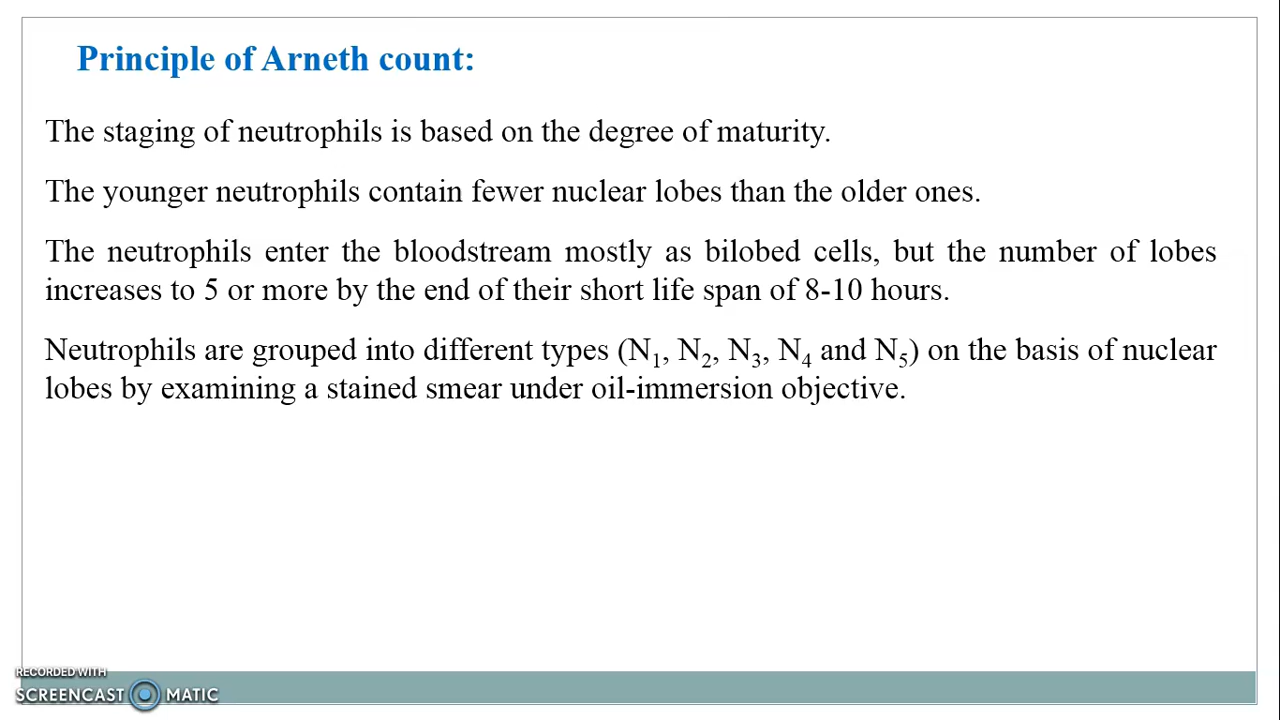 Principle of Arneth count:
The staging of neutrophils is based on the degree of maturity.
The younger neutrophils contain fewer nuclear lobes than the older ones.
The neutrophils enter the bloodstream mostly as bilobed cells, but the number of lobes
increases to 5 or more by the end of their short life span of 8-10 hours.
Neutrophils are grouped into different types (N₁, N₂, N₃, N₄ and N₅) on the basis of nuclear
lobes by examining a stained smear under oil-immersion objective.
RECORDED WITH
SCREENCAST MATIC